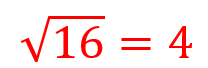 √16 = 4